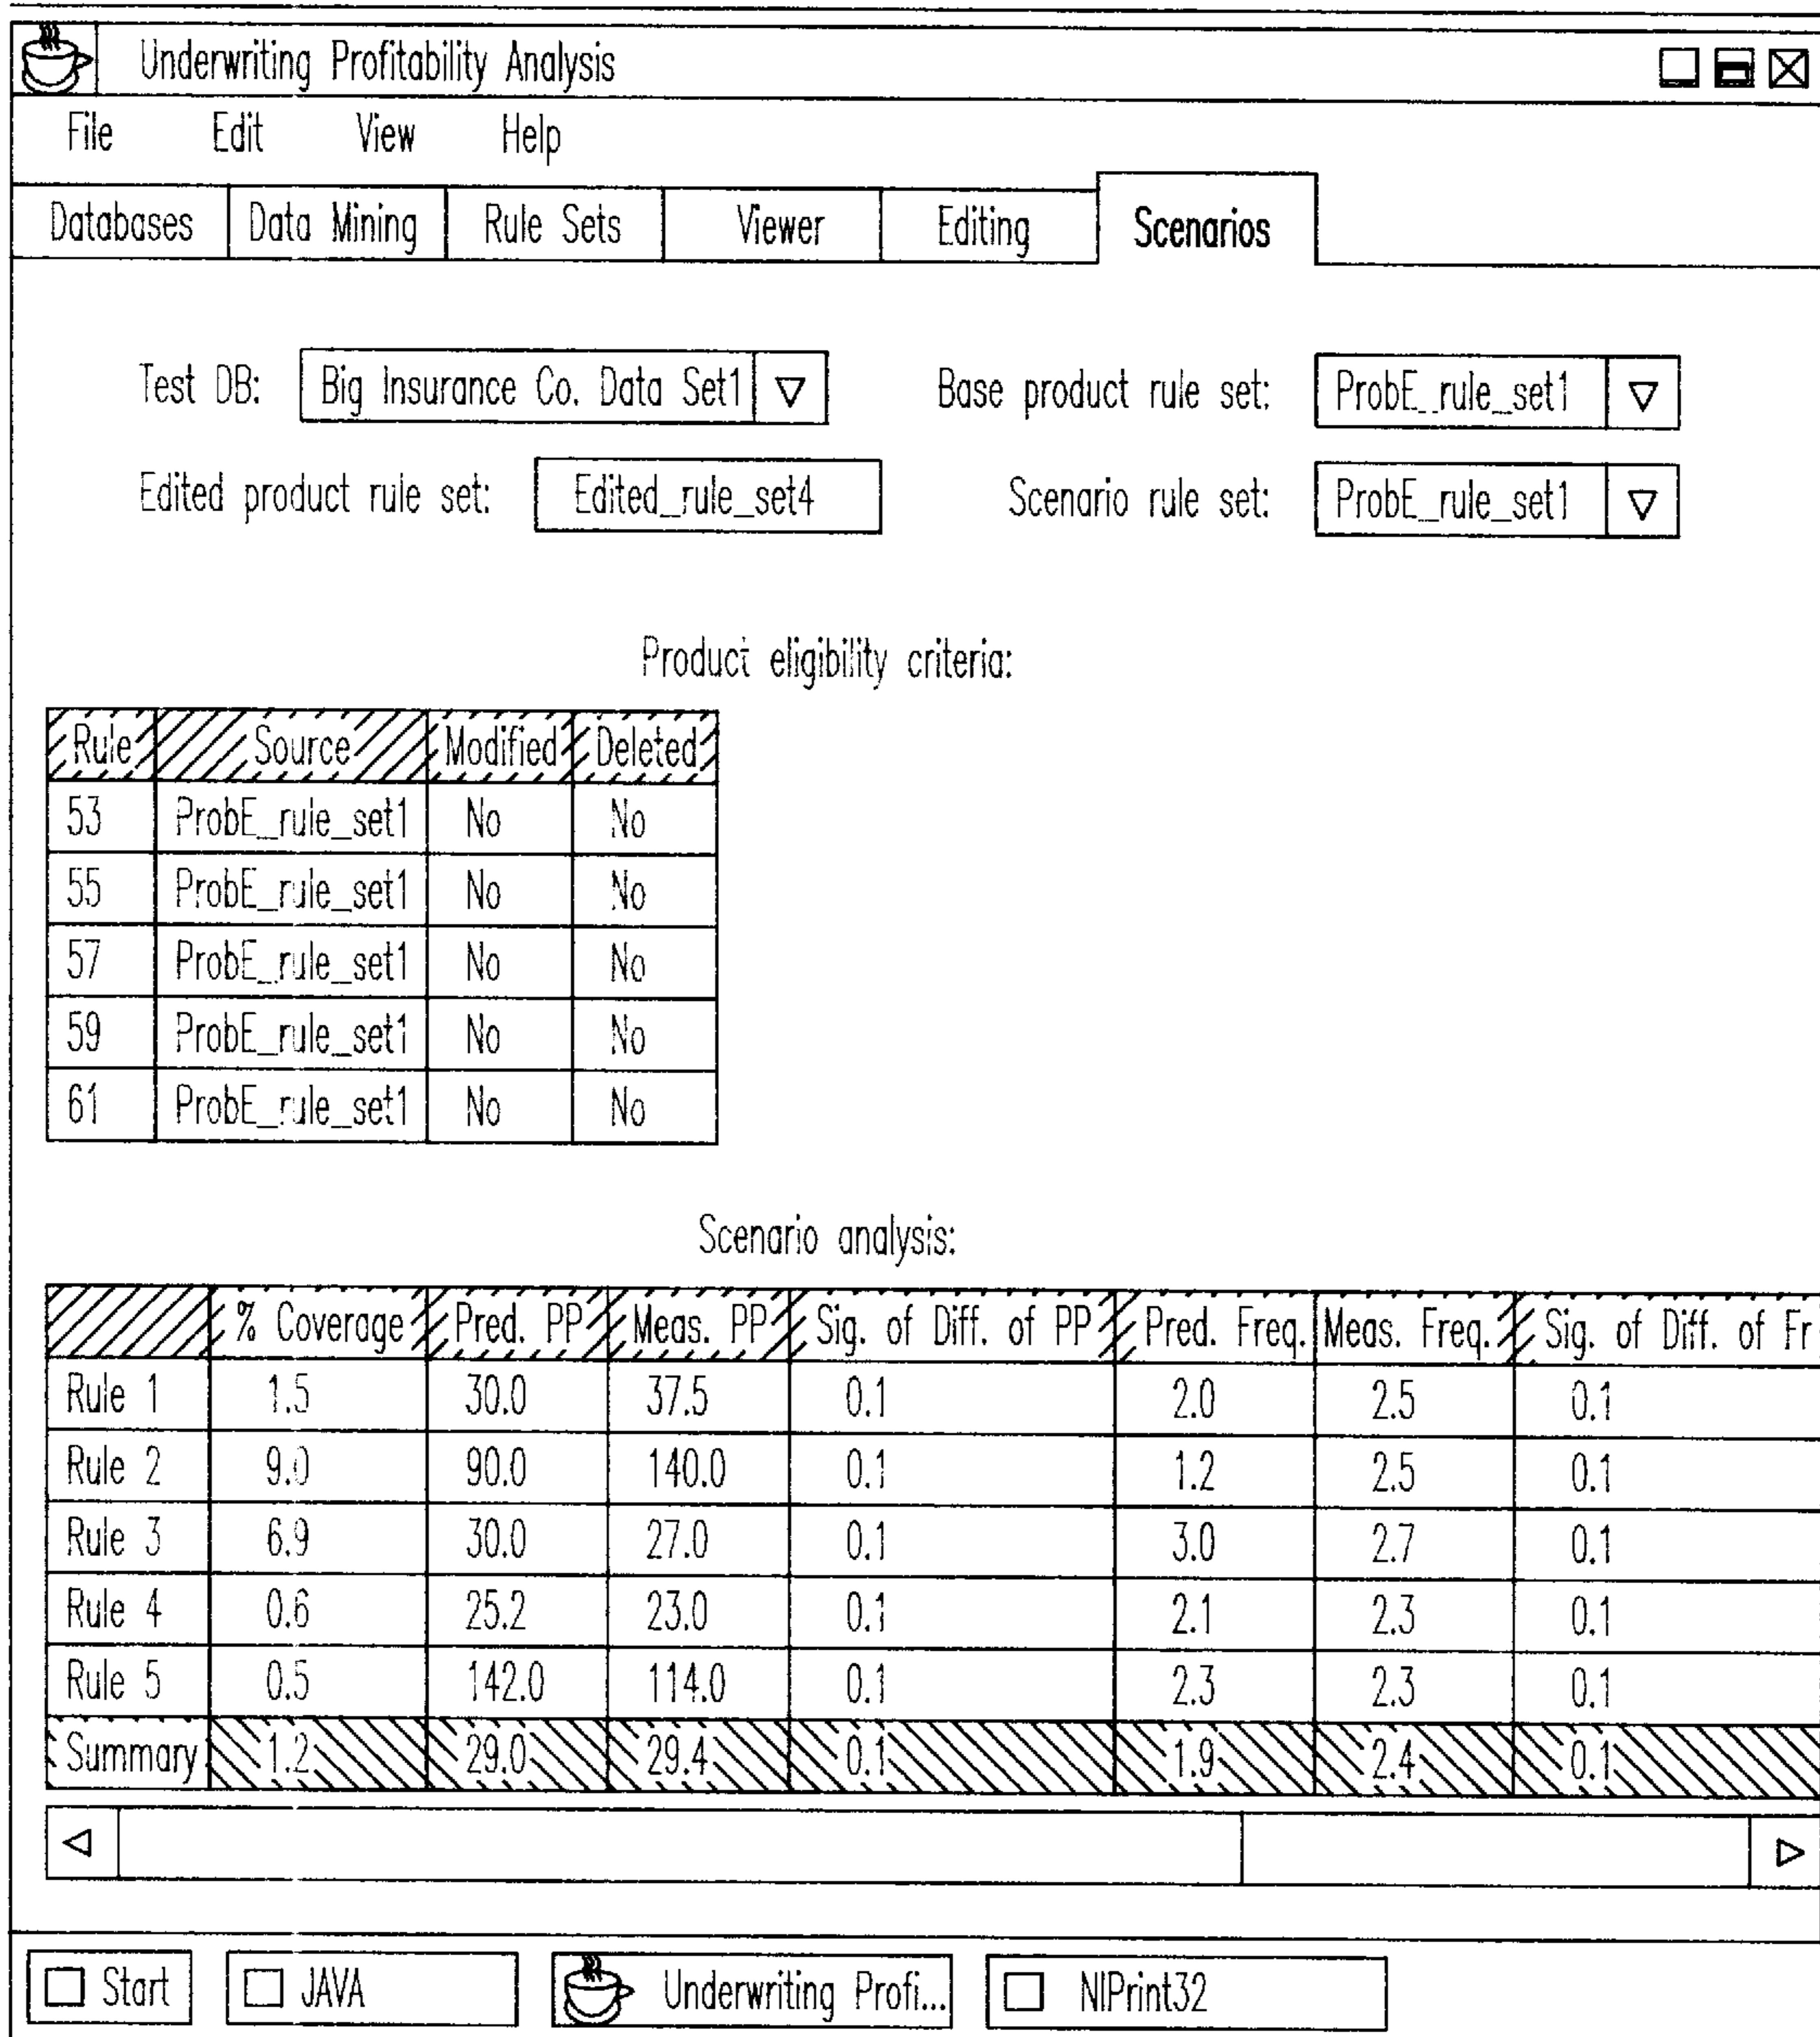 Underwriting Profitability Analysis
File Edit View Help
Databases Data Mining Rule Sets Viewer Editing Scenarios
Test DB: Big Insurance Co. Data Set1 Base product rule set: ProbE_rule_set1
Edited product rule set: Edited_rule_set4 Scenario rule set: ProbE_rule_set1
Product eligibility criteria:
Rule Source Modified Deleted
53 ProbE_rule_set1 No No
55 ProbE_rule_set1 No No
57 ProbE_rule_set1 No No
59 ProbE_rule_set1 No No
61 ProbE_rule_set1 No No
Scenario analysis:
% Coverage Pred. PP Meas. PP Sig. of Diff. of PP Pred. Freq. Meas. Freq. Sig. of Diff. of Fr
Rule 1 1.5 30.0 37.5 0.1 2.0 2.5 0.1
Rule 2 9.0 90.0 140.0 0.1 1.2 2.5 0.1
Rule 3 6.9 30.0 27.0 0.1 3.0 2.7 0.1
Rule 4 0.6 25.2 23.0 0.1 2.1 2.3 0.1
Rule 5 0.5 142.0 114.0 0.1 2.3 2.3 0.1
Summary 1.2 29.0 29.4 0.1 1.9 2.4 0.1
Start JAVA Underwriting Profi... NIPrint32